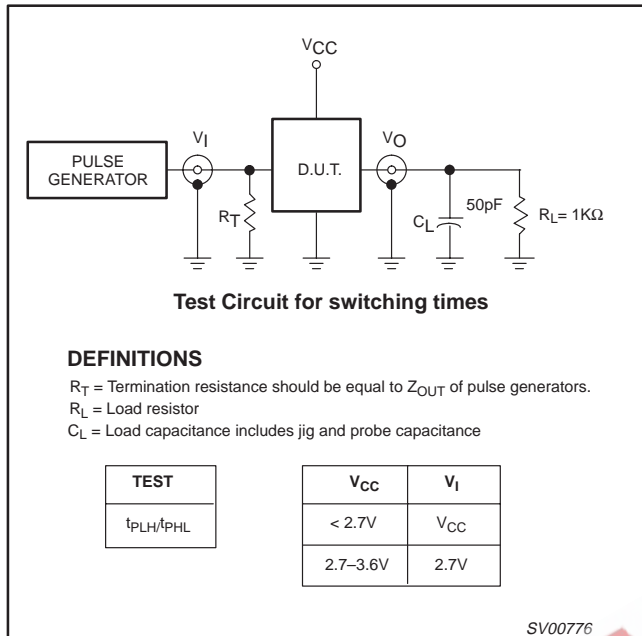 VCC
VI
VO
PULSE
GENERATOR
D.U.T.
RT
50pF
CL
RL= 1KΩ
Test Circuit for switching times
DEFINITIONS
RT = Termination resistance should be equal to ZOUT of pulse generators.
RL = Load resistor
CL = Load capacitance includes jig and probe capacitance
TEST
tPLH/tPHL
VCC VI
< 2.7V VCC
2.7–3.6V 2.7V
SV00776